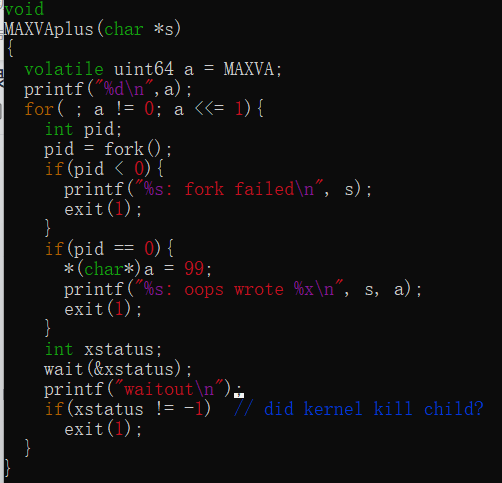 void
MAXVAplus(char *s)
{
  volatile uint64 a = MAXVA;
  printf("%d\n",a);
  for( ; a != 0; a <<= 1){
    int pid;
    pid = fork();
    if(pid < 0){
      printf("%s: fork failed\n", s);
      exit(1);
    }
    if(pid == 0){
      *(char*)a = 99;
      printf("%s: oops wrote %x\n", s, a);
      exit(1);
    }
    int xstatus;
    wait(&xstatus);
    printf("waitout\n");
    if(xstatus != -1)  // did kernel kill child?
      exit(1);
  }
}